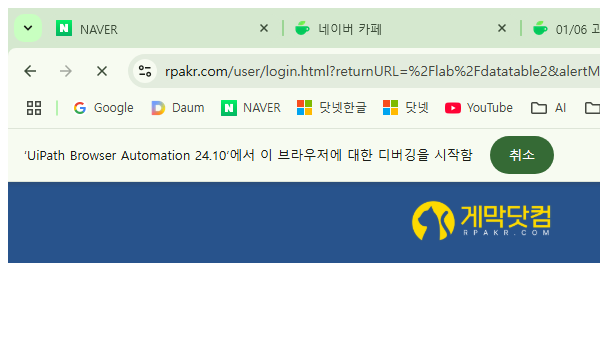 NAVER
네이버 카페
01/06 고
rpakr.com/user/login.html?returnURL=%2Flab%2Fdatatable2&alertM
Google
Daum
NAVER
닷넷한글
닷넷
YouTube
AI
'UiPath Browser Automation 24.10'에서 이 브라우저에 대한 디버깅을 시작함
취소
게막닷컴
RPAKR.COM